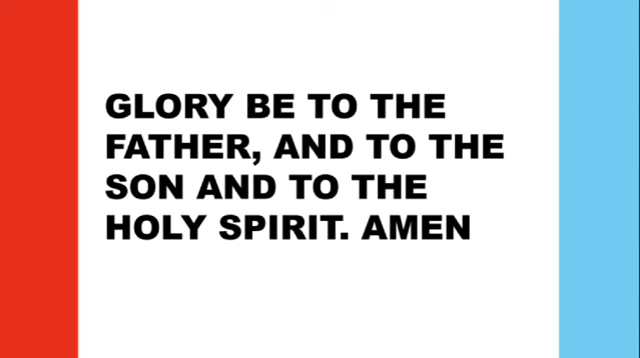 GLORY BE TO THE
FATHER, AND TO THE
SON AND TO THE
HOLY SPIRIT. AMEN